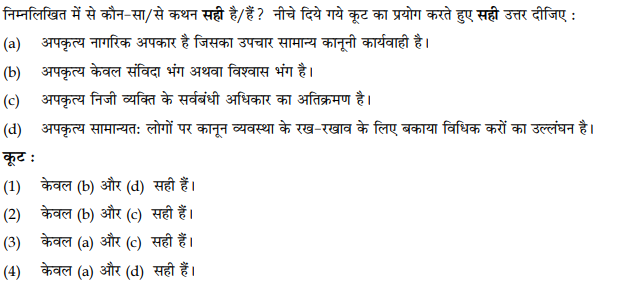 निम्नलिखित में से कौन-सा/से कथन सही है/हैं? नीचे दिये गये कूट का प्रयोग करते हुए सही उत्तर दीजिए :
(a) अपकृत्य नागरिक अपकार है जिसका उपचार सामान्य कानूनी कार्यवाही है।
(b) अपकृत्य केवल संविदा भंग अथवा विश्वास भंग है।
(c) अपकृत्य निजी व्यक्ति के सर्वबंधी अधिकार का अतिक्रमण है।
(d) अपकृत्य सामान्यत: लोगों पर कानून व्यवस्था के रख-रखाव के लिए बकाया विधिक करों का उल्लंघन है।
कूट :
(1) केवल (b) और (d) सही हैं।
(2) केवल (b) और (c) सही हैं।
(3) केवल (a) और (c) सही हैं।
(4) केवल (a) और (d) सही हैं।